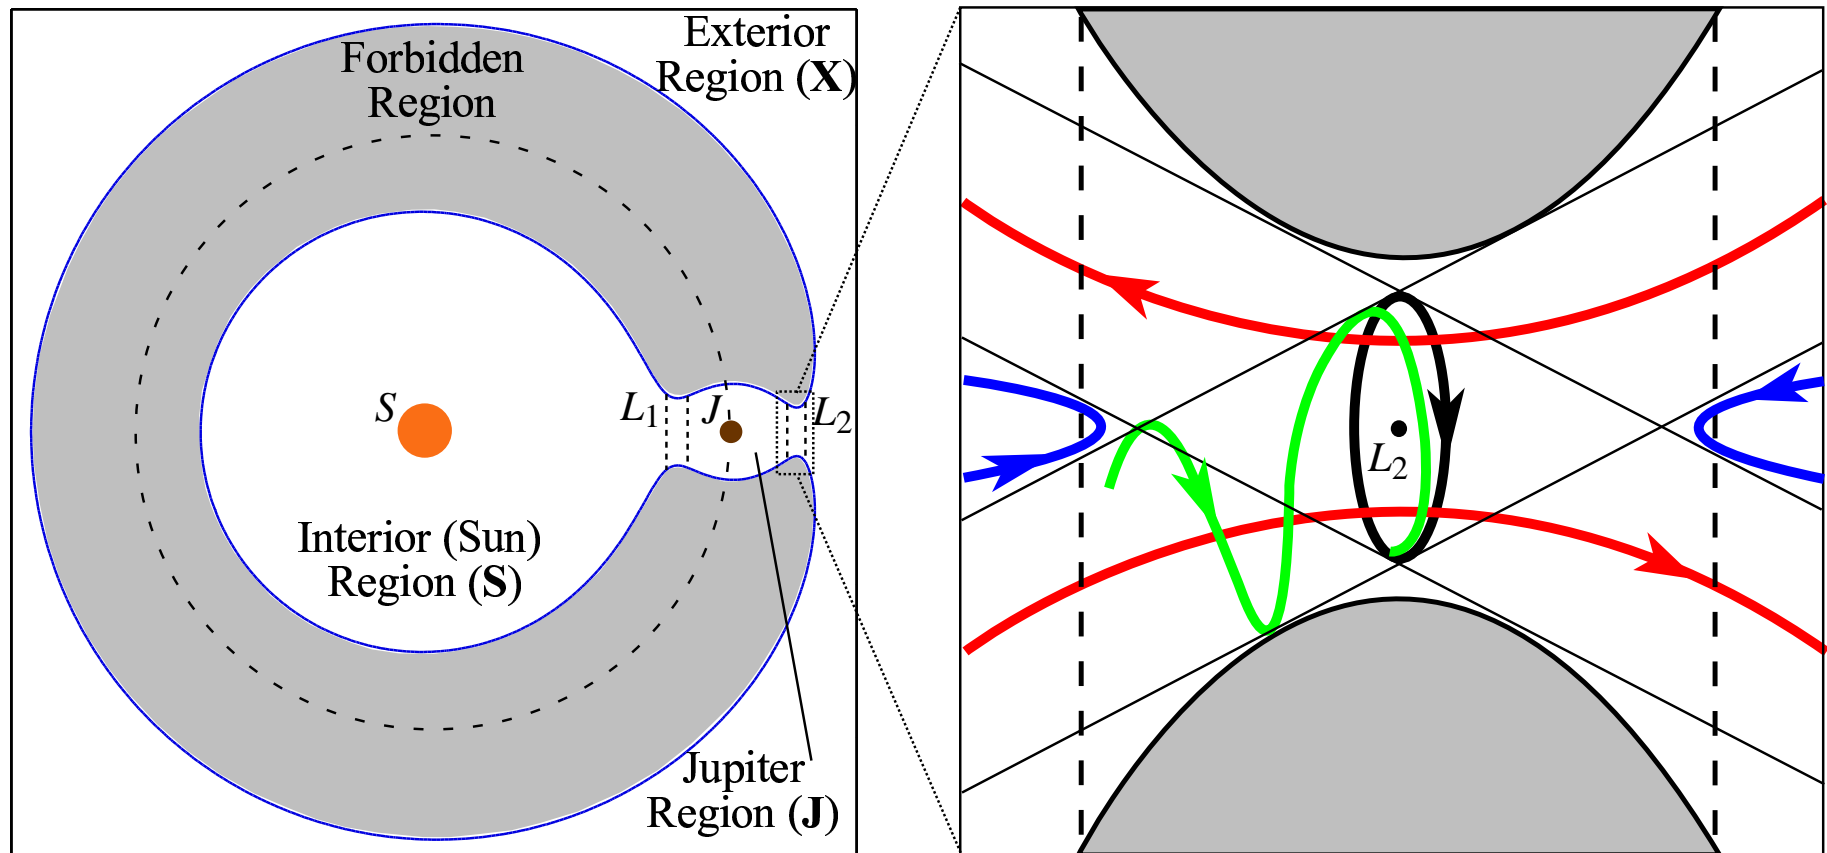 Forbidden
Region
Exterior
Region (X)
S
L1
J
L2
Interior (Sun)
Region (S)
Jupiter
Region (J)
L2